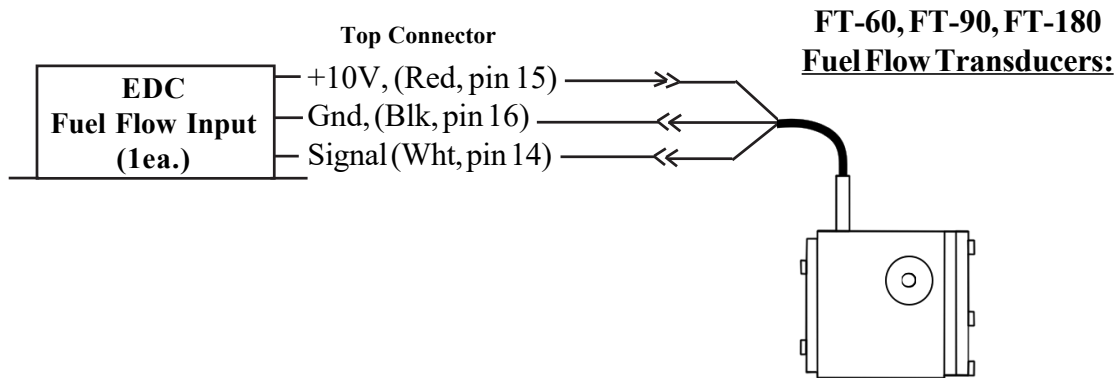 FT-60, FT-90, FT-180
Fuel Flow Transducers:
Top Connector
EDC
Fuel Flow Input
(1ea.)
+10V, (Red, pin 15)
Gnd, (Blk, pin 16)
Signal (Wht, pin 14)